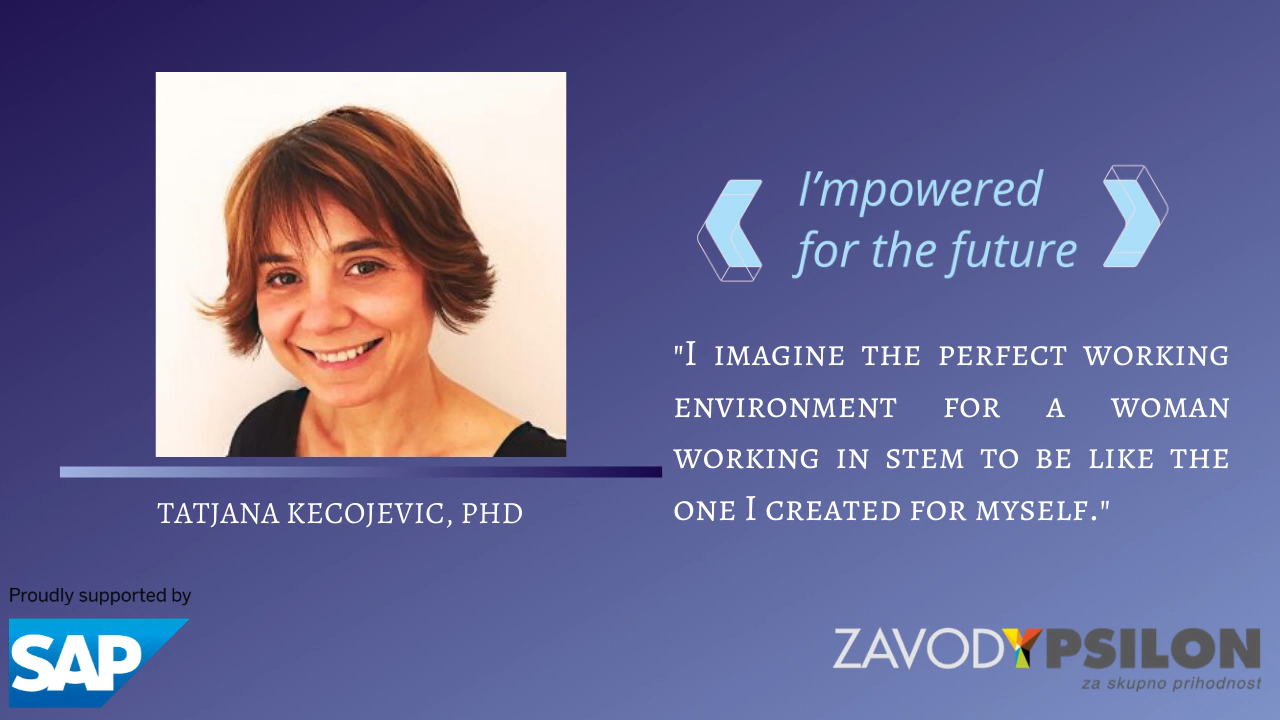 I'mpowered
for the future
"I IMAGINE THE PERFECT WORKING
ENVIRONMENT FOR A WOMAN
WORKING IN STEM TO BE LIKE THE
ONE I CREATED FOR MYSELF."
TATJANA KECOJEVIC, PHD
Proudly supported by
SAP
ZAVODYPSILON
za skupno prihodnost